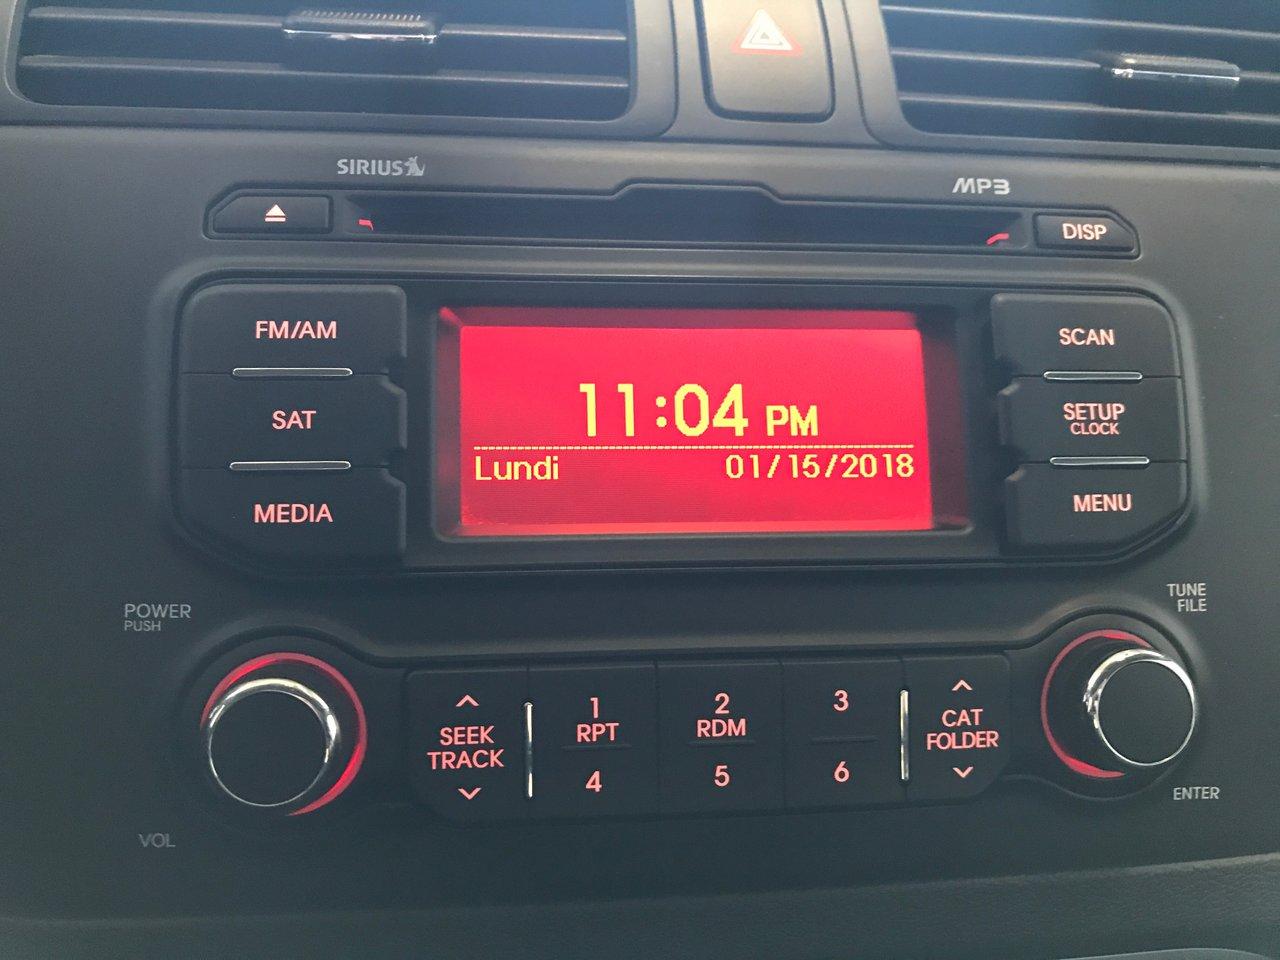 SIRIUS
MP3
DISP
FM/AM
SAT
MEDIA
11:04 PM
Lundi 01/15/2018
SCAN
SETUP
CLOCK
MENU
POWER
PUSH
VOL
SEEK
TRACK
1
RPT
4
2
RDM
5
3
6
CAT
FOLDER
TUNE
FILE
ENTER